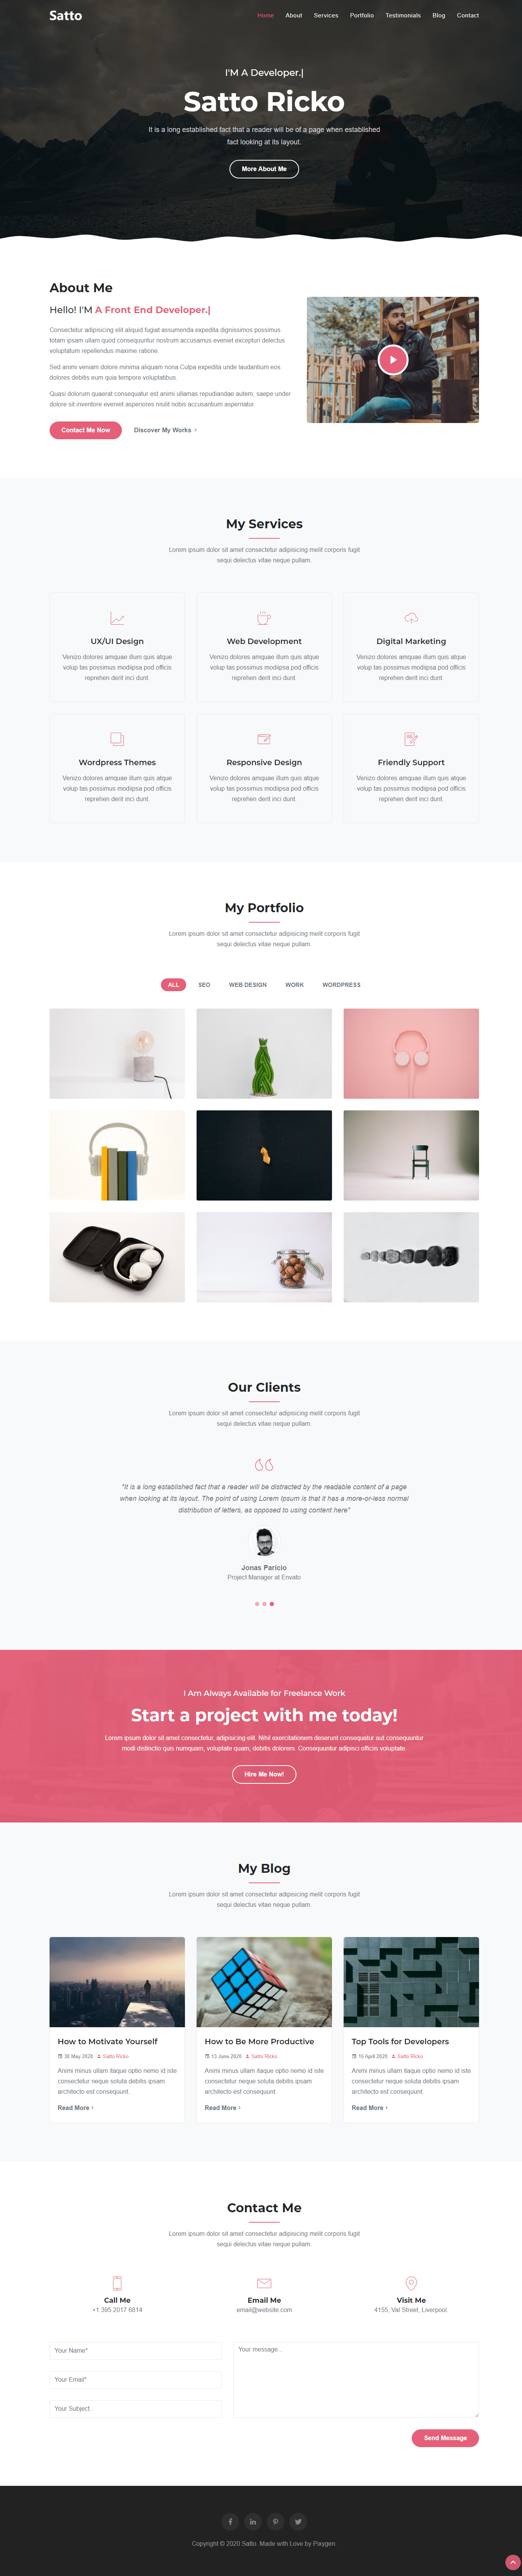 Satto
Home About Services Portfolio Testimonials Blog Contact
I'M A Developer.|
Satto Ricko
It is a long established fact that a reader will be of a page when established
fact looking at its layout.
More About Me
About Me
Hello! I'M A Front End Developer.|
Consectetur adipisicing elit aliquid fugiat assumenda expedita dignissimos possimus
totam ipsam ullam quod consequuntur nostrum accusamus eveniet excepturi delectus
voluptatum repellendus maxime ratione.
Sed animi veniam dolore minima aliquam nona Culpa expedita unde laudantium eos
dolores debitis eum quia tempore voluptatibus.
Quasi dolorum quaerat consequatur est animi ullamas repudiandae autem, saepe under
dolore sit inventore eveniet asperiores nisilit nobis accusantium aspernatur.
Contact Me Now
Discover My Works
My Services
Lorem ipsum dolor sit amet consectetur adipisicing melit corporis fugit
sequi delectus vitae neque pullam.
UX/UI Design
Venizo dolores amquae illum quis atque
volup tas possimus modipsa pod officis
reprehen derit inci dunt.
Web Development
Venizo dolores amquae illum quis atque
volup tas possimus modipsa pod officis
reprehen derit inci dunt.
Digital Marketing
Venizo dolores amquae illum quis atque
volup tas possimus modipsa pod officis
reprehen derit inci dunt.
Wordpress Themes
Venizo dolores amquae illum quis atque
volup tas possimus modipsa pod officis
reprehen derit inci dunt.
Responsive Design
Venizo dolores amquae illum quis atque
volup tas possimus modipsa pod officis
reprehen derit inci dunt.
Friendly Support
Venizo dolores amquae illum quis atque
volup tas possimus modipsa pod officis
reprehen derit inci dunt.
My Portfolio
Lorem ipsum dolor sit amet consectetur adipisicing melit corporis fugit
sequi delectus vitae neque pullam.
ALL SEO WEB DESIGN WORK WORDPRESS
Our Clients
Lorem ipsum dolor sit amet consectetur adipisicing melit corporis fugit
sequi delectus vitae neque pullam.
"It is a long established fact that a reader will be distracted by the readable content of a page
when looking at its layout. The point of using Lorem Ipsum is that it has a more-or-less normal
distribution of letters, as opposed to using content here"
Jonas Paricio
Project Manager at Envato
I Am Always Available for Freelance Work
Start a project with me today!
Lorem ipsum dolor sit amet consectetur, adipisicing elit. Nihil exercitationem deserunt consequatur aut consequuntur
modi distinctio quis numquam, voluptate quam, debitis dolorem. Consequuntur adipisci officiis voluptate.
Hire Me Now!
My Blog
Lorem ipsum dolor sit amet consectetur adipisicing melit corporis fugit
sequi delectus vitae neque pullam.
How to Motivate Yourself
30 May 2020 Satto Ricko
Animi minus ullam itaque optio nemo id iste
consectetur neque soluta debitis ipsam
architecto est consequunt.
Read More
How to Be More Productive
13 June 2020 Satto Ricko
Animi minus ullam itaque optio nemo id iste
consectetur neque soluta debitis ipsam
architecto est consequunt.
Read More
Top Tools for Developers
15 April 2020 Satto Ricko
Animi minus ullam itaque optio nemo id iste
consectetur neque soluta debitis ipsam
architecto est consequunt.
Read More
Contact Me
Lorem ipsum dolor sit amet consectetur adipisicing melit corporis fugit
sequi delectus vitae neque pullam.
Call Me
+1 395 2017 6814
Email Me
email@website.com
Visit Me
4155, Val Street, Liverpool.
Your Name*
Your Email*
Your Subject..
Your message...
Send Message
Copyright © 2020 Satto. Made with Love by Pixygen.